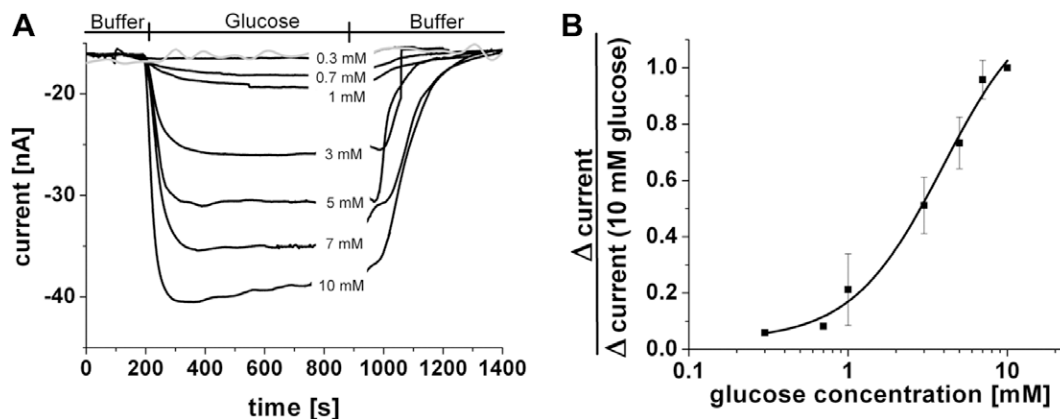 A
Buffer Glucose Buffer
0.3 mM
0.7 mM
1 mM
3 mM
5 mM
7 mM
10 mM
-20
-30
-40
current [nA]
0 200 400 600 800 1000 1200 1400
time [s]
B
Δ current
Δ current (10 mM glucose)
1.0
0.8
0.6
0.4
0.2
0.0
0.1 1 10
glucose concentration [mM]